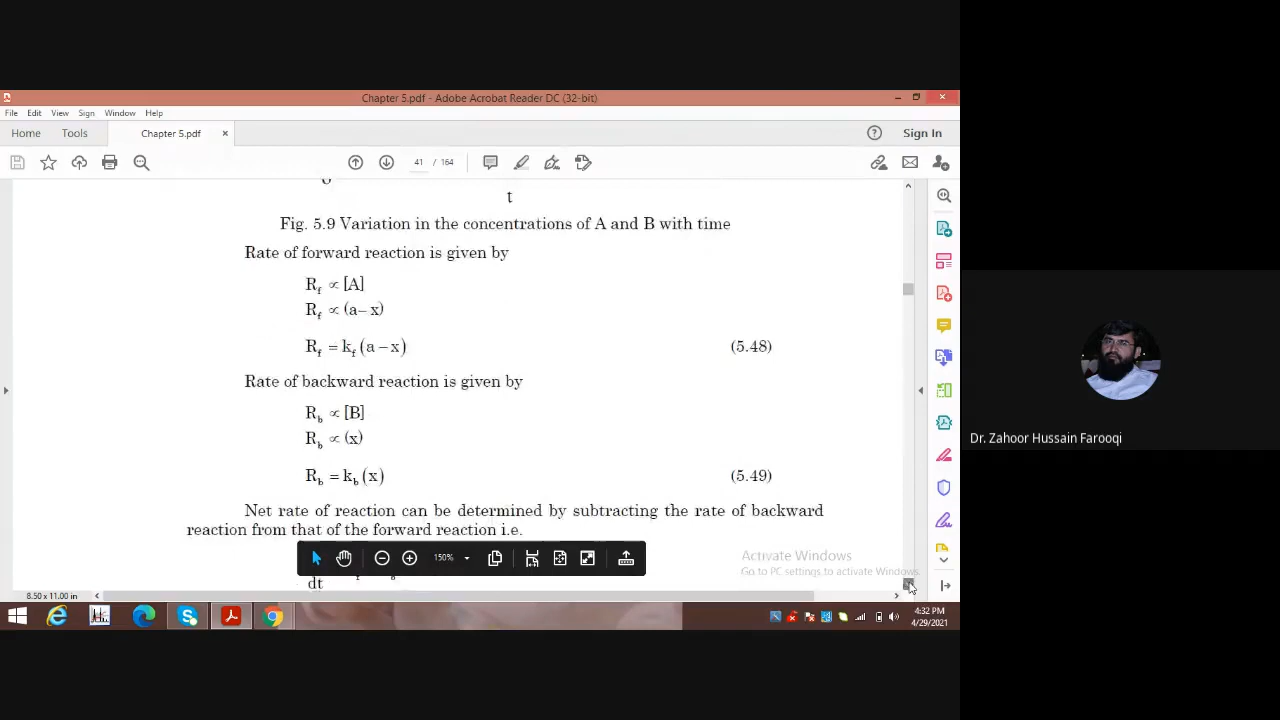 Chapter 5.pdf - Adobe Acrobat Reader DC (32-bit)
File Edit View Sign Window Help
Home Tools Chapter 5.pdf × Sign In
41 / 164
t
Fig. 5.9 Variation in the concentrations of A and B with time
Rate of forward reaction is given by
R_f ∝ [A]
R_f ∝ (a – x)
R_f = k_f (a – x) (5.48)
Rate of backward reaction is given by
R_b ∝ [B]
R_b ∝ (x)
R_b = k_b (x) (5.49)
Net rate of reaction can be determined by subtracting the rate of backward
reaction from that of the forward reaction i.e.
150%
dt
Activate Windows
Go to PC settings to activate Windows.
8.50 x 11.00 in
4:32 PM
4/29/2021
Dr. Zahoor Hussain Farooqi